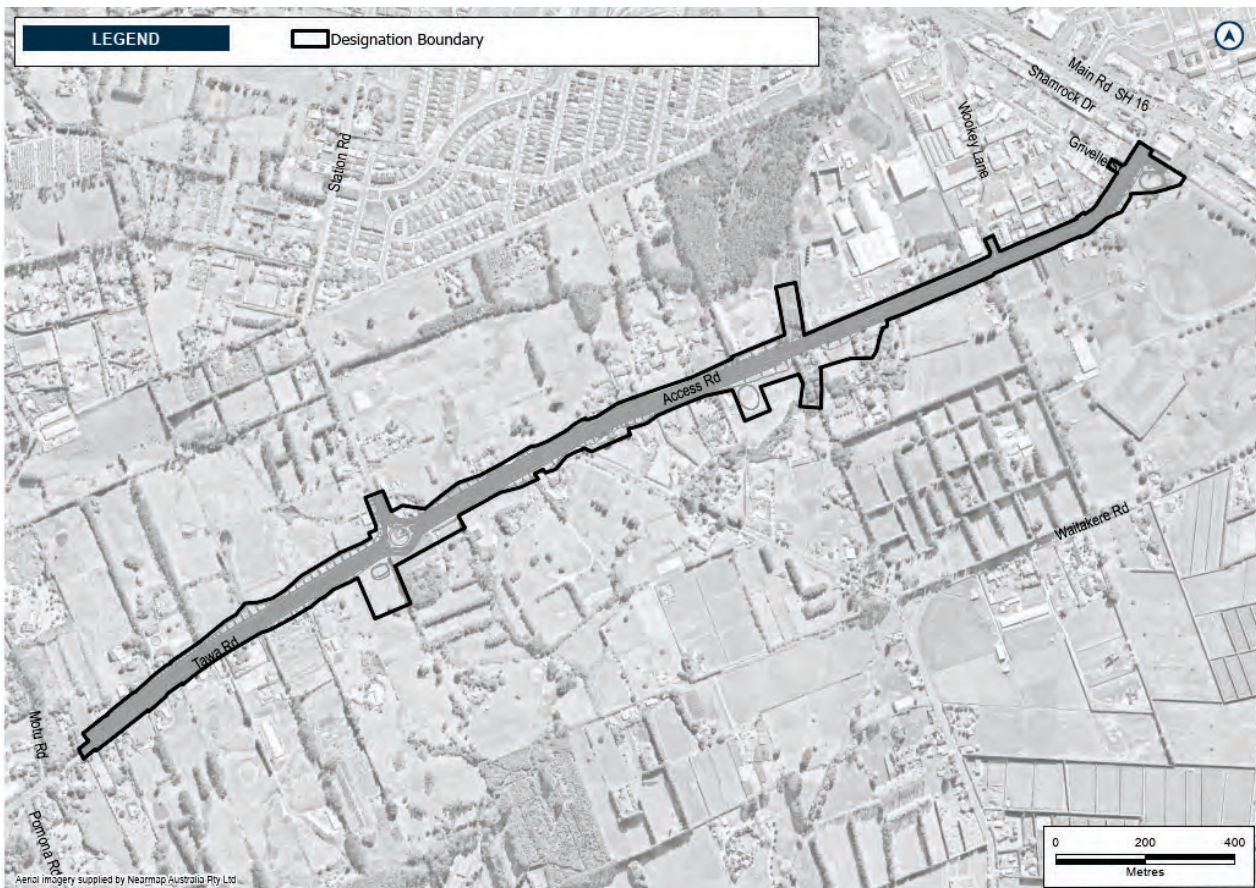 LEGEND
Designation Boundary
Main Rd SH 16
Shamrock Dr
Wookey Lane
Station Rd
Access Rd
Waitakere Rd
Tawa Rd
Motu Rd
Pomona Rd
0 200 400
Metres
Aerial imagery supplied by Nearmap Australia Pty Ltd